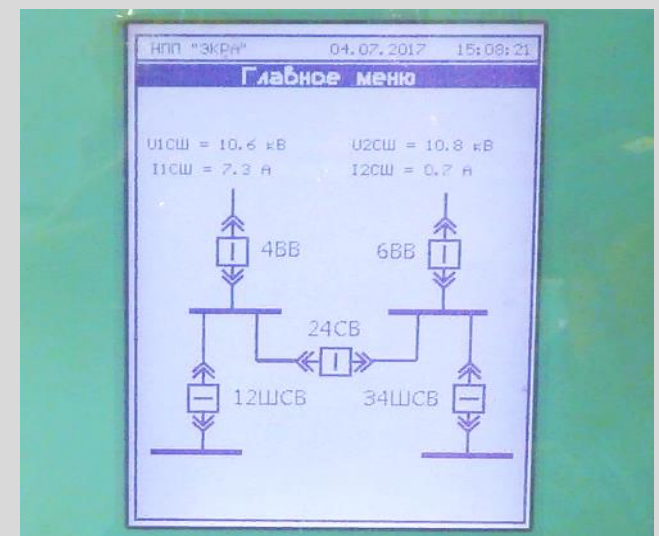 НПП "ЭКРА" 04.07.2017 15:08:21
Главное меню
U1СШ = 10.6 кВ U2СШ = 10.8 кВ
I1СШ = 7.3 А I2СШ = 0.7 А
4ВВ 6ВВ
24СВ
12ШСВ 34ШСВ